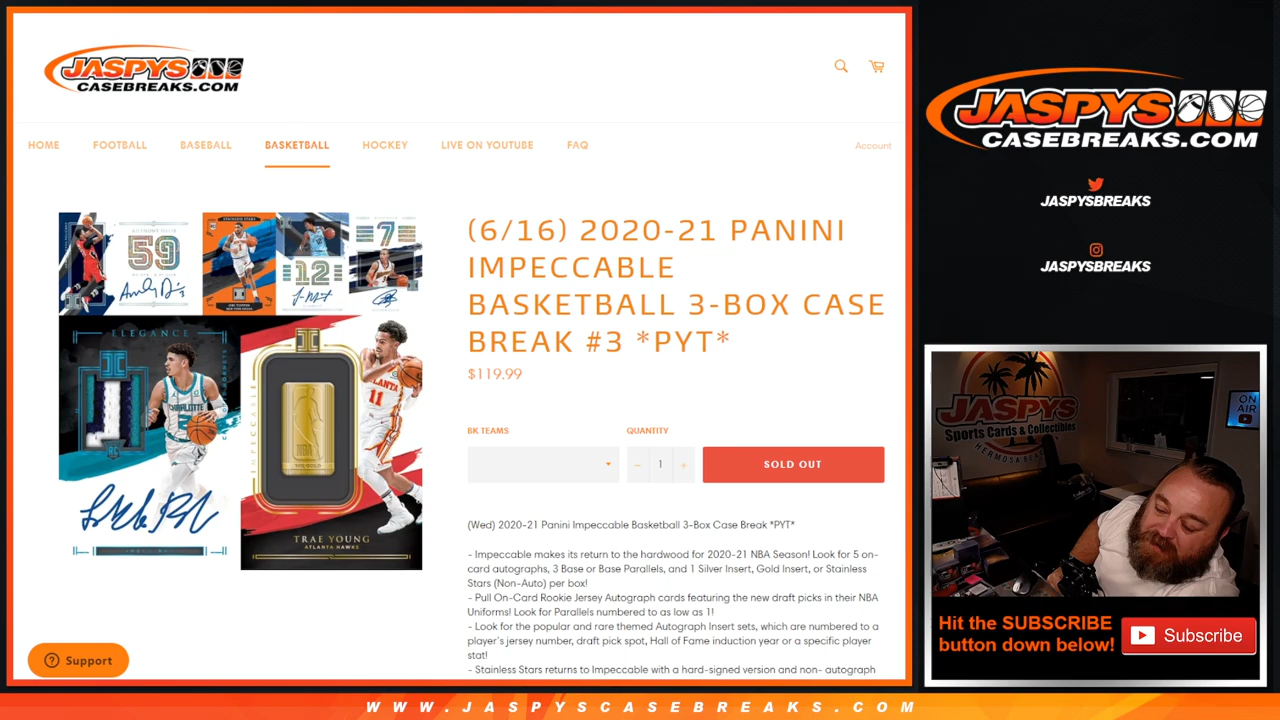 JASPYS
CASEBREAKS.COM
HOME
FOOTBALL
BASEBALL
BASKETBALL
HOCKEY
LIVE ON YOUTUBE
FAQ
Account
59
12
7
ELEGANCE
CHARLOTTE
ATLANTA
11
IMPECCABLE
NBA
TRAE YOUNG
ATLANTA HAWKS
(6/16) 2020-21 PANINI
IMPECCABLE
BASKETBALL 3-BOX CASE
BREAK #3 *PYT*
$119.99
BK TEAMS
QUANTITY
− 1 +
SOLD OUT
(Wed) 2020-21 Panini Impeccable Basketball 3-Box Case Break *PYT*
- Impeccable makes its return to the hardwood for 2020-21 NBA Season! Look for 5 on-
card autographs, 3 Base or Base Parallels, and 1 Silver Insert, Gold Insert, or Stainless
Stars (Non-Auto) per box!
- Pull On-Card Rookie Jersey Autograph cards featuring the new draft picks in their NBA
Uniforms! Look for Parallels numbered to as low as 1!
- Look for the popular and rare themed Autograph Insert sets, which are numbered to a
player's jersey number, draft pick spot, Hall of Fame induction year or a specific player
stat!
- Stainless Stars returns to Impeccable with a hard-signed version and non- autograph
Support
JASPYS
CASEBREAKS.COM
JASPYSBREAKS
JASPYSBREAKS
JASPYS
Sports Cards & Collectibles
HERMOSA BEACH
ON
AIR
Hit the SUBSCRIBE
button down below!
Subscribe
WWW.JASPYSCASEBREAKS.COM